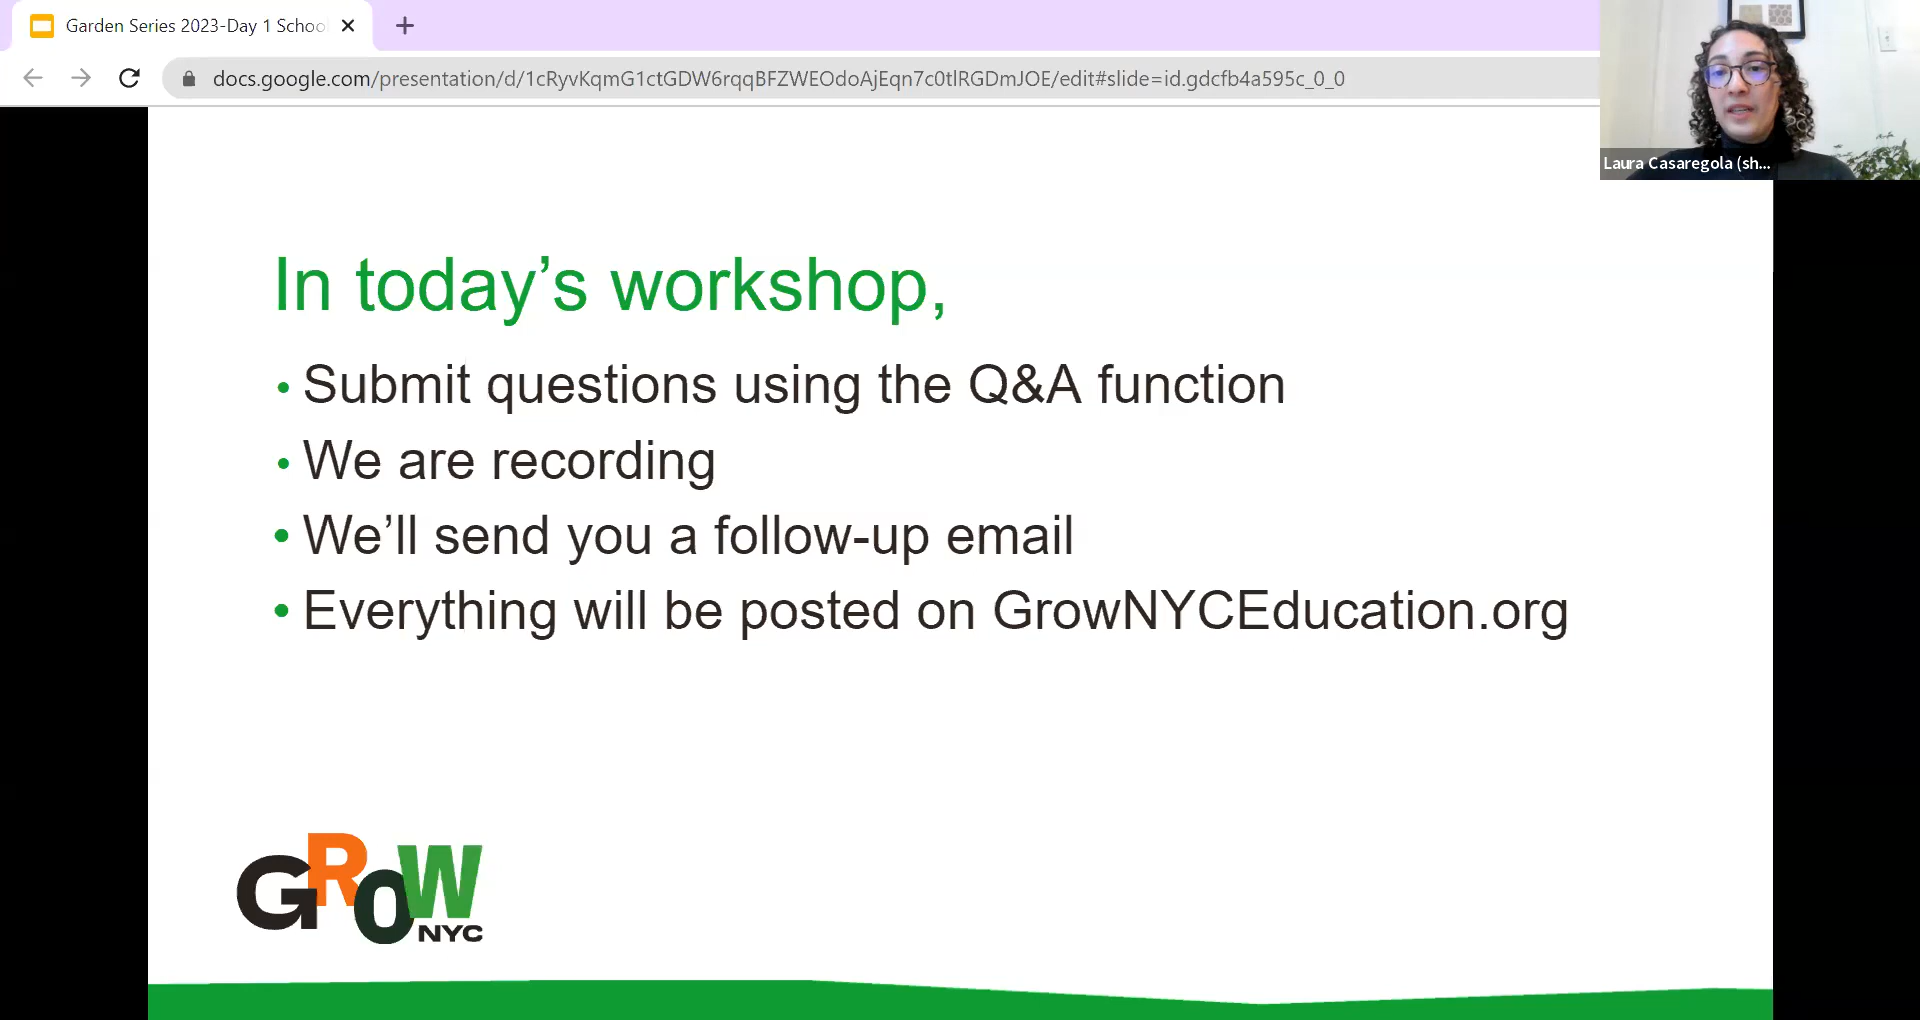 Garden Series 2023-Day 1 Schoo
docs.google.com/presentation/d/1cRyvKqmG1ctGDW6rqqBFZWEOdoAjEqn7c0tlRGDmJOE/edit#slide=id.gdcfb4a595c_0_0
Laura Casaregola (sh...
In today’s workshop,
• Submit questions using the Q&A function
• We are recording
• We’ll send you a follow-up email
• Everything will be posted on GrowNYCEducation.org
GROW
NYC